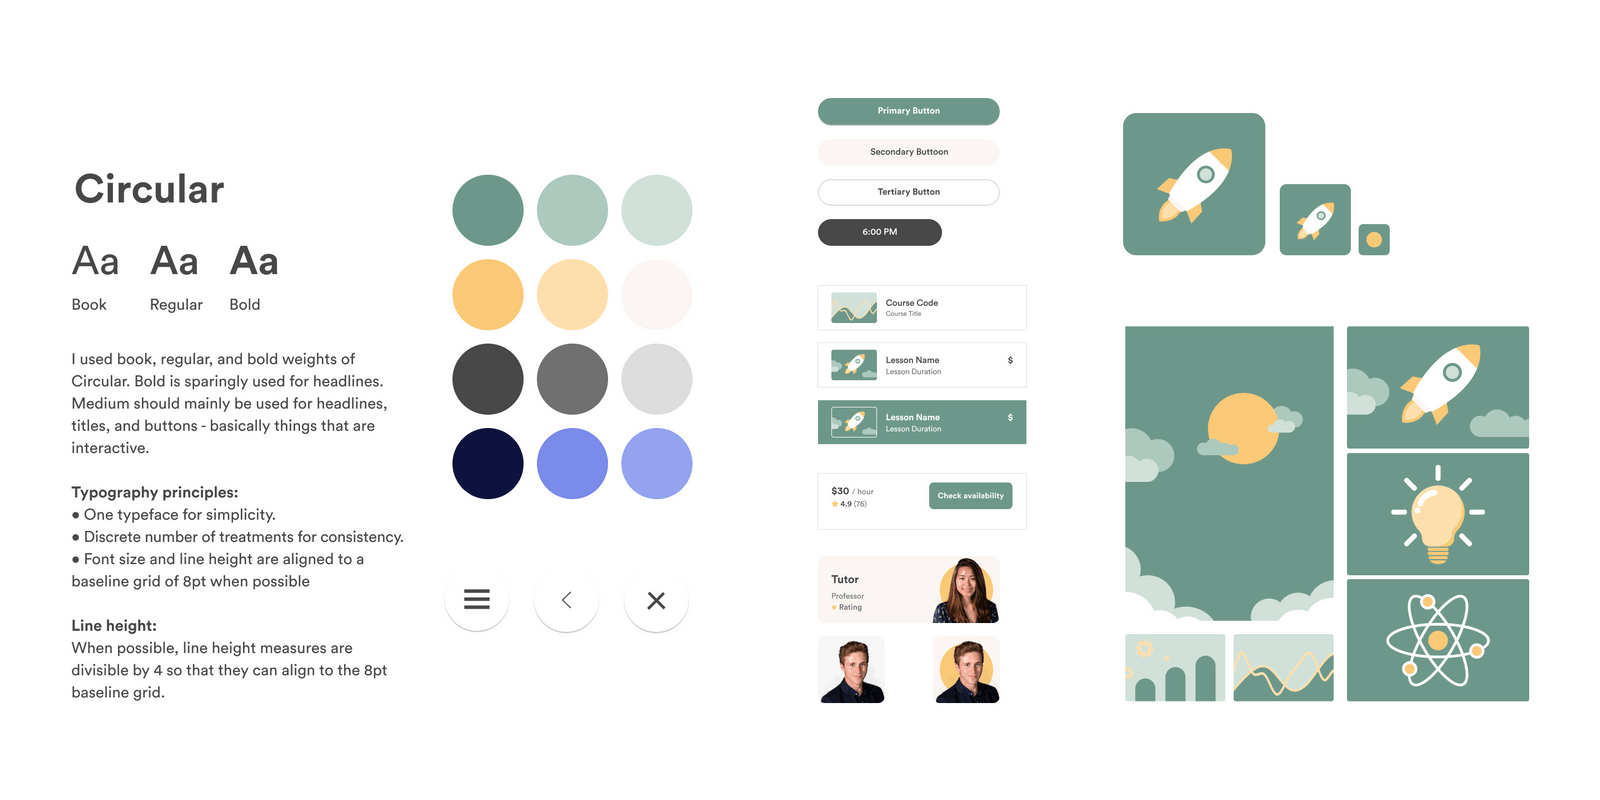 Circular
Aa Aa Aa
Book Regular Bold
I used book, regular, and bold weights of
Circular. Bold is sparingly used for headlines.
Medium should mainly be used for headlines,
titles, and buttons - basically things that are
interactive.
Typography principles:
● One typeface for simplicity.
● Discrete number of treatments for consistency.
● Font size and line height are aligned to a
baseline grid of 8pt when possible
Line height:
When possible, line height measures are
divisible by 4 so that they can align to the 8pt
baseline grid.
Primary Button
Secondary Buttoon
Tertiary Button
6:00 PM
Course Code
Course Title
Lesson Name $
Lesson Duration
Lesson Name $
Lesson Duration
$30 / hour
★ 4.9 (76)
Check availability
Tutor
Professor
★ Rating